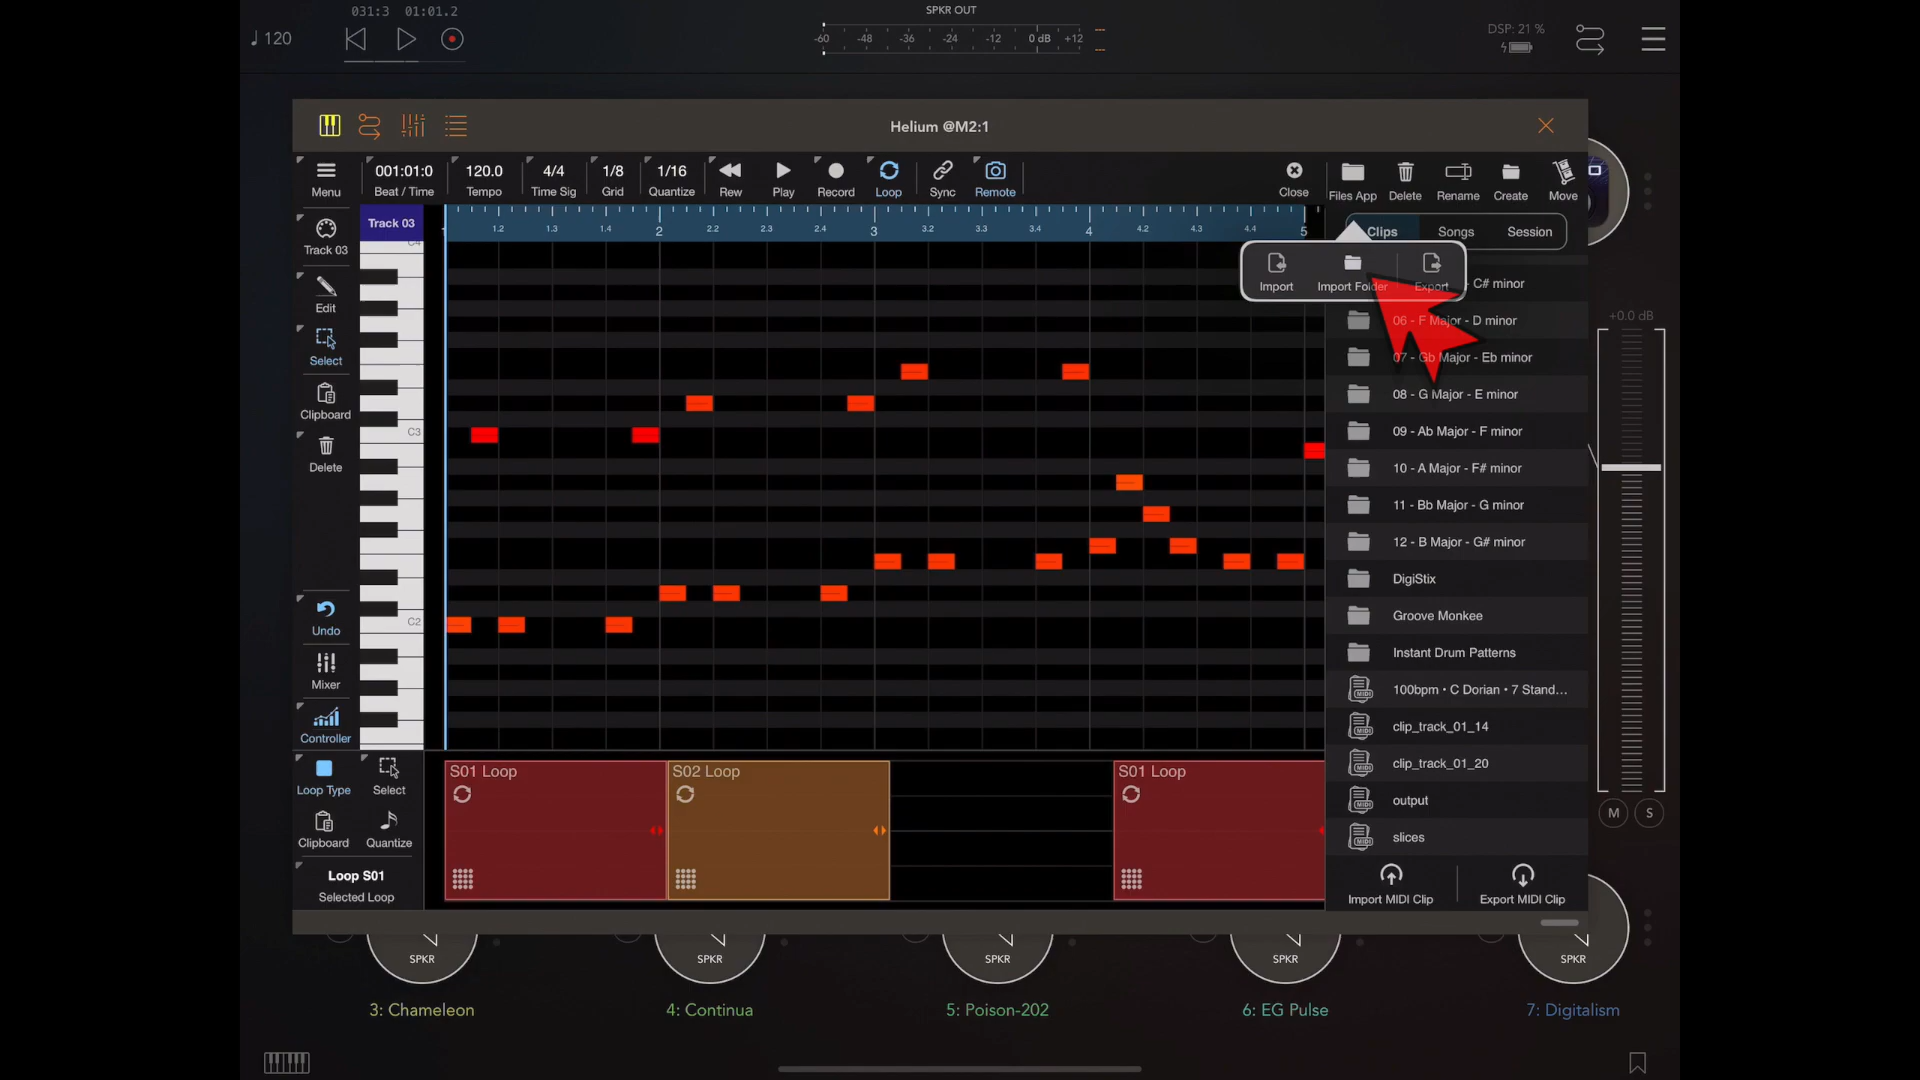 031:3 01:01.2
SPKR OUT
120
-60 -48 -36 -24 -12 0 dB +12
DSP: 21 %
Helium @M2:1
Menu
001:01:0
Beat / Time
120.0
Tempo
4/4
Time Sig
1/8
Grid
1/16
Quantize
Rew
Play
Record
Loop
Sync
Remote
Close
Files App
Delete
Rename
Create
Move
Track 03
Track 03
1.2 1.3 1.4 2 2.2 2.3 2.4 3 3.2 3.3 3.4 4 4.2 4.3 4.4 5
Clips
Songs
Session
Import
Import Folder
Export
C# minor
06 - F Major - D minor
07 - Gb Major - Eb minor
08 - G Major - E minor
09 - Ab Major - F minor
10 - A Major - F# minor
11 - Bb Major - G minor
12 - B Major - G# minor
DigiStix
Groove Monkee
Instant Drum Patterns
100bpm • C Dorian • 7 Stand...
clip_track_01_14
clip_track_01_20
output
slices
Import MIDI Clip
Export MIDI Clip
Edit
Select
Clipboard
Delete
Undo
Mixer
Controller
C4
C3
C2
Loop Type
Select
Clipboard
Quantize
Loop S01
Selected Loop
S01 Loop
S02 Loop
S01 Loop
+0.0 dB
M S
SPKR
SPKR
SPKR
SPKR
SPKR
3: Chameleon
4: Continua
5: Poison-202
6: EG Pulse
7: Digitalism